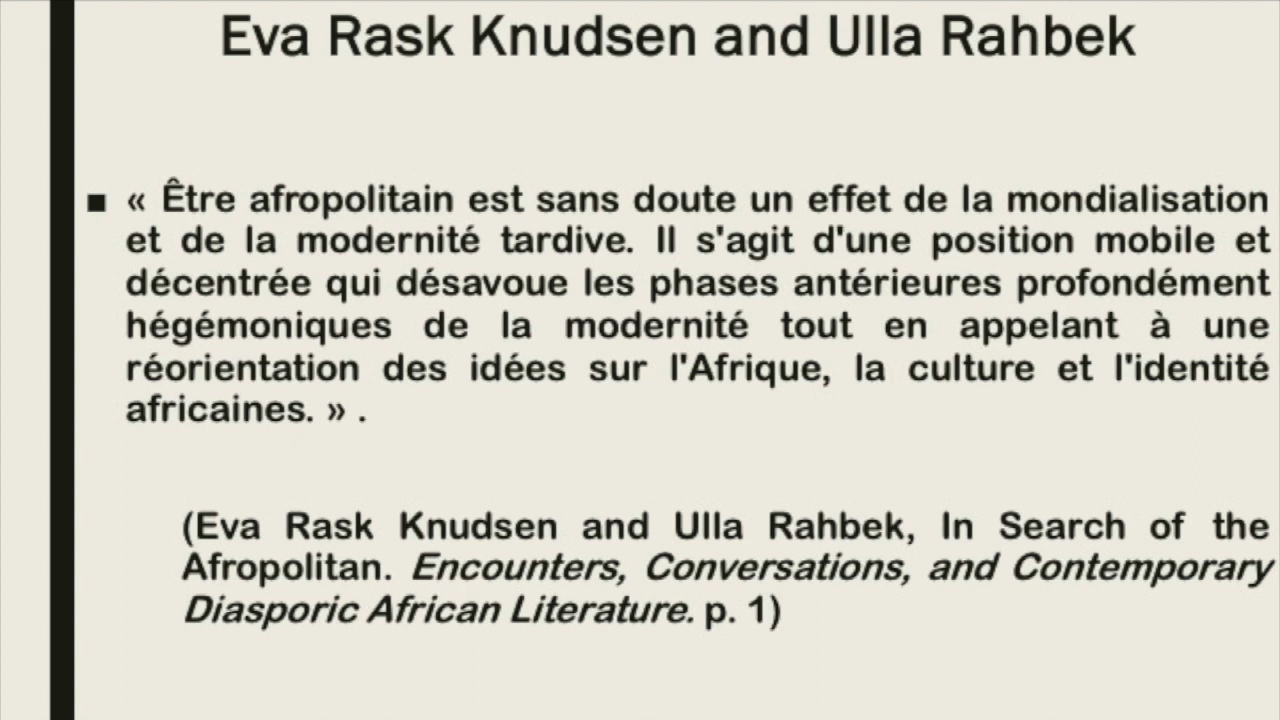 Eva Rask Knudsen and Ulla Rahbek
« Être afropolitain est sans doute un effet de la mondialisation
et de la modernité tardive. Il s'agit d'une position mobile et
décentrée qui désavoue les phases antérieures profondément
hégémoniques de la modernité tout en appelant à une
réorientation des idées sur l'Afrique, la culture et l'identité
africaines. » .
(Eva Rask Knudsen and Ulla Rahbek, In Search of the
Afropolitan. Encounters, Conversations, and Contemporary
Diasporic African Literature. p. 1)